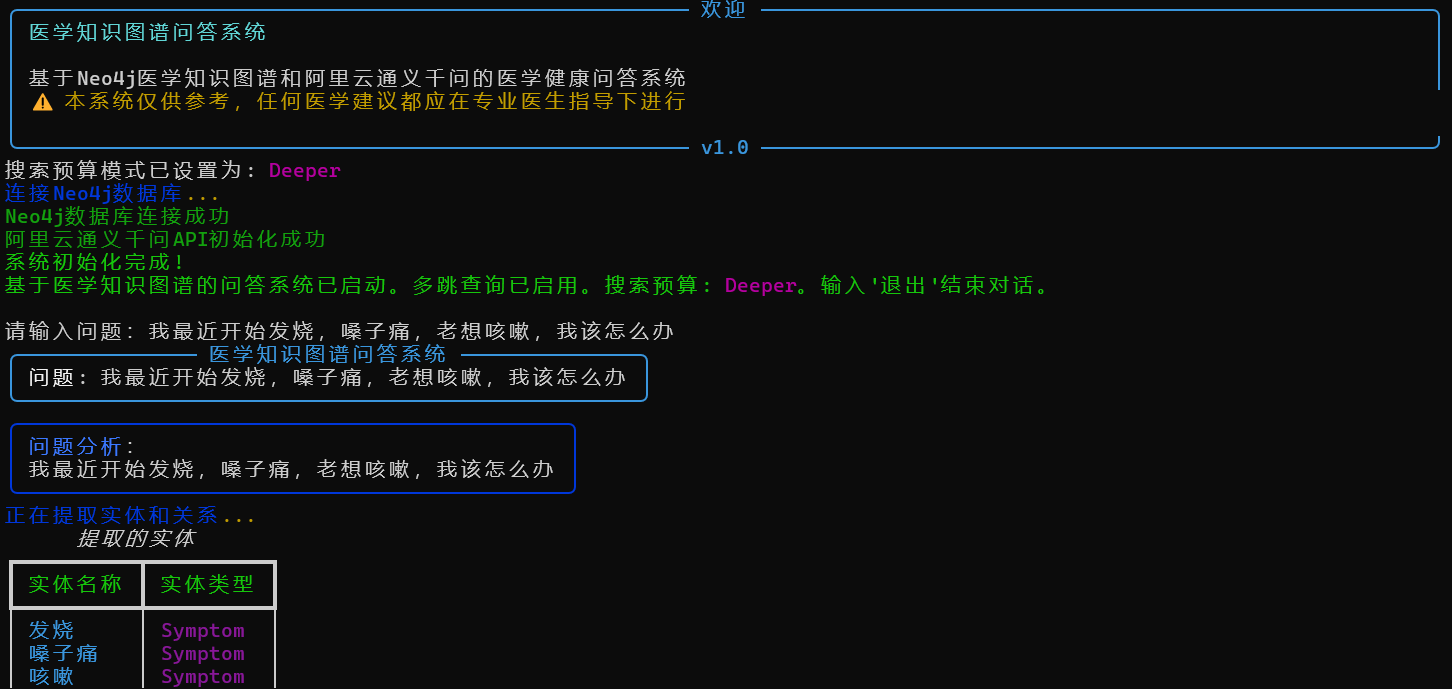 欢迎
医学知识图谱问答系统
基于Neo4j医学知识图谱和阿里云通义千问的医学健康问答系统
⚠ 本系统仅供参考，任何医学建议都应在专业医生指导下进行
v1.0
搜索预算模式已设置为：Deeper
连接Neo4j数据库...
Neo4j数据库连接成功
阿里云通义千问API初始化成功
系统初始化完成!
基于医学知识图谱的问答系统已启动。多跳查询已启用。搜索预算：Deeper。输入'退出'结束对话。
请输入问题：我最近开始发烧，嗓子痛，老想咳嗽，我该怎么办
医学知识图谱问答系统
问题：我最近开始发烧，嗓子痛，老想咳嗽，我该怎么办
问题分析：
我最近开始发烧，嗓子痛，老想咳嗽，我该怎么办
正在提取实体和关系...
提取的实体
实体名称 实体类型
发烧 Symptom
嗓子痛 Symptom
咳嗽 Symptom